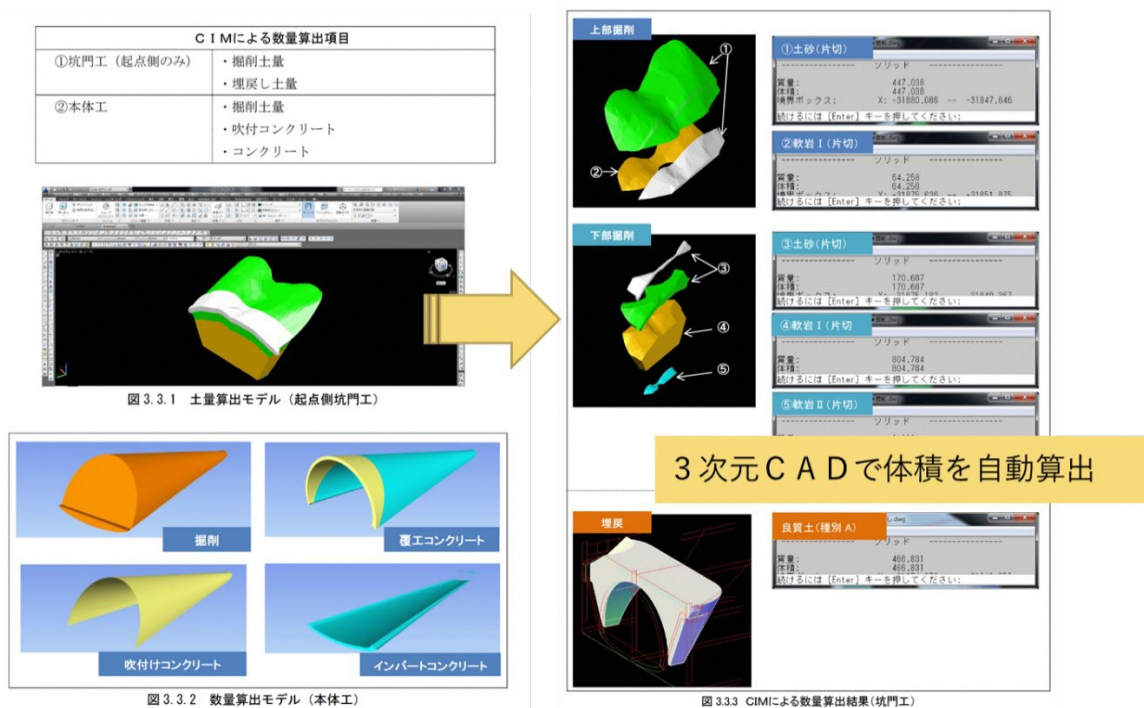 ＣＩＭによる数量算出項目
①坑門工（起点側のみ）
・掘削土量
・埋戻し土量
②本体工
・掘削土量
・吹付コンクリート
・コンクリート
図 3.3.1 土量算出モデル（起点側坑門工）
掘削
覆工コンクリート
吹付けコンクリート
インバートコンクリート
図 3.3.2 数量算出モデル（本体工）
上部掘削
①
②
①土砂(片切)
ソリッド
質量: 447.038
体積: 447.038
境界ボックス: X: -31880.086 -- -31847.646
続けるには [Enter] キーを押してください:
②軟岩Ⅰ(片切)
ソリッド
質量: 64.258
体積: 64.258
続けるには [Enter] キーを押してください:
下部掘削
③
④
⑤
③土砂(片切)
ソリッド
質量: 170.687
体積: 170.687
続けるには [Enter] キーを押してください:
④軟岩Ⅰ(片切
ソリッド
質量: 804.784
体積: 804.784
続けるには [Enter] キーを押してください:
⑤軟岩Ⅱ(片切)
ソリッド
３次元ＣＡＤで体積を自動算出
埋戻
良質土(種別 A)
.dwg
ソリッド
質量: 466.831
体積: 466.831
続けるには [Enter] キーを押してください:
図 3.3.3 CIMによる数量算出結果(坑門工)